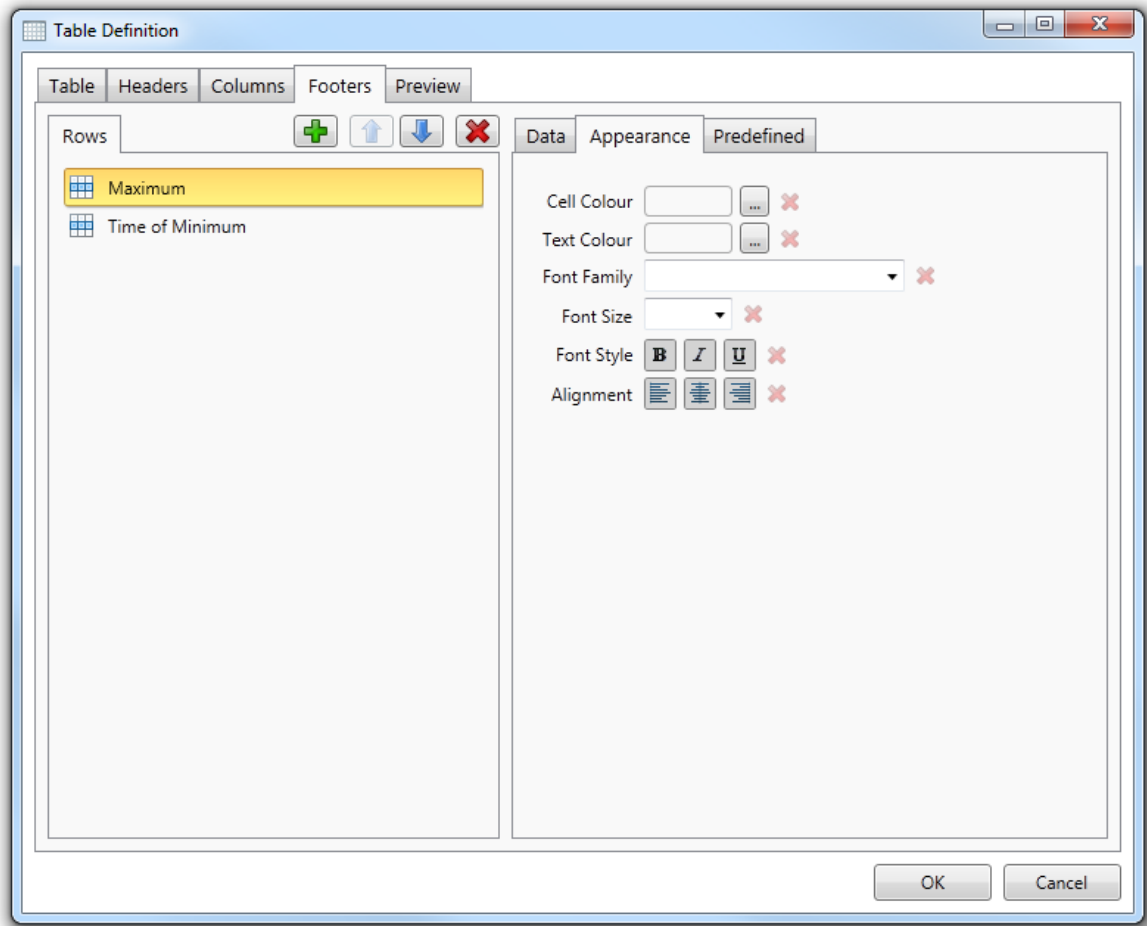 Table Definition
Table Headers Columns Footers Preview
Rows
Data Appearance Predefined
Maximum
Time of Minimum
Cell Colour ...
Text Colour ...
Font Family
Font Size
Font Style B I U
Alignment
OK Cancel